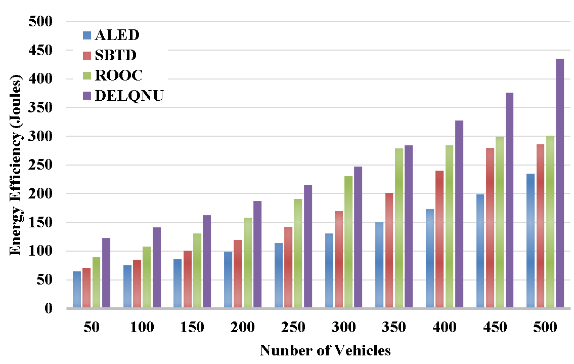 500
450
400
350
300
250
200
150
100
50
0
Energy Efficiency (Joules)
ALED
SBTD
ROOC
DELQNU
50 100 150 200 250 300 350 400 450 500
Nunber of Vehicles